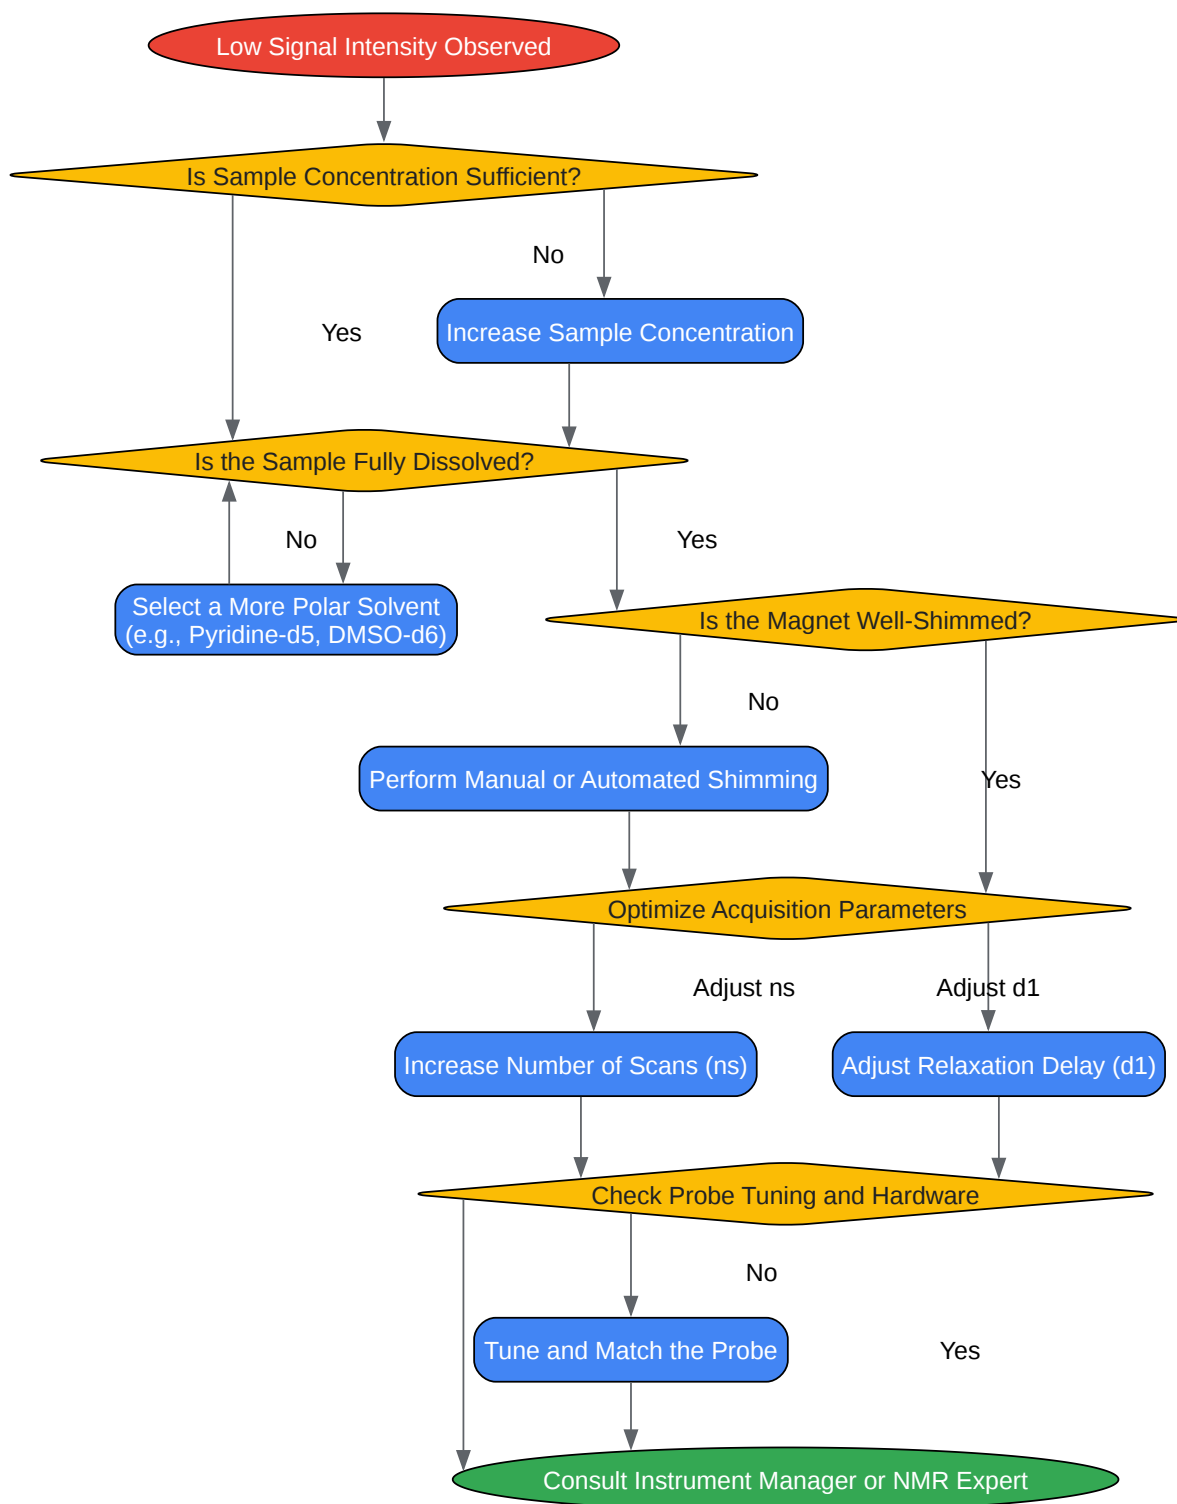 Low Signal Intensity Observed
Is Sample Concentration Sufficient?
No
Increase Sample Concentration
Yes
Is the Sample Fully Dissolved?
No
Yes
Select a More Polar Solvent
(e.g., Pyridine-d5, DMSO-d6)
Is the Magnet Well-Shimmed?
No
Perform Manual or Automated Shimming
Yes
Optimize Acquisition Parameters
Adjust ns
Adjust d1
Increase Number of Scans (ns)
Adjust Relaxation Delay (d1)
Check Probe Tuning and Hardware
No
Tune and Match the Probe
Yes
Consult Instrument Manager or NMR Expert